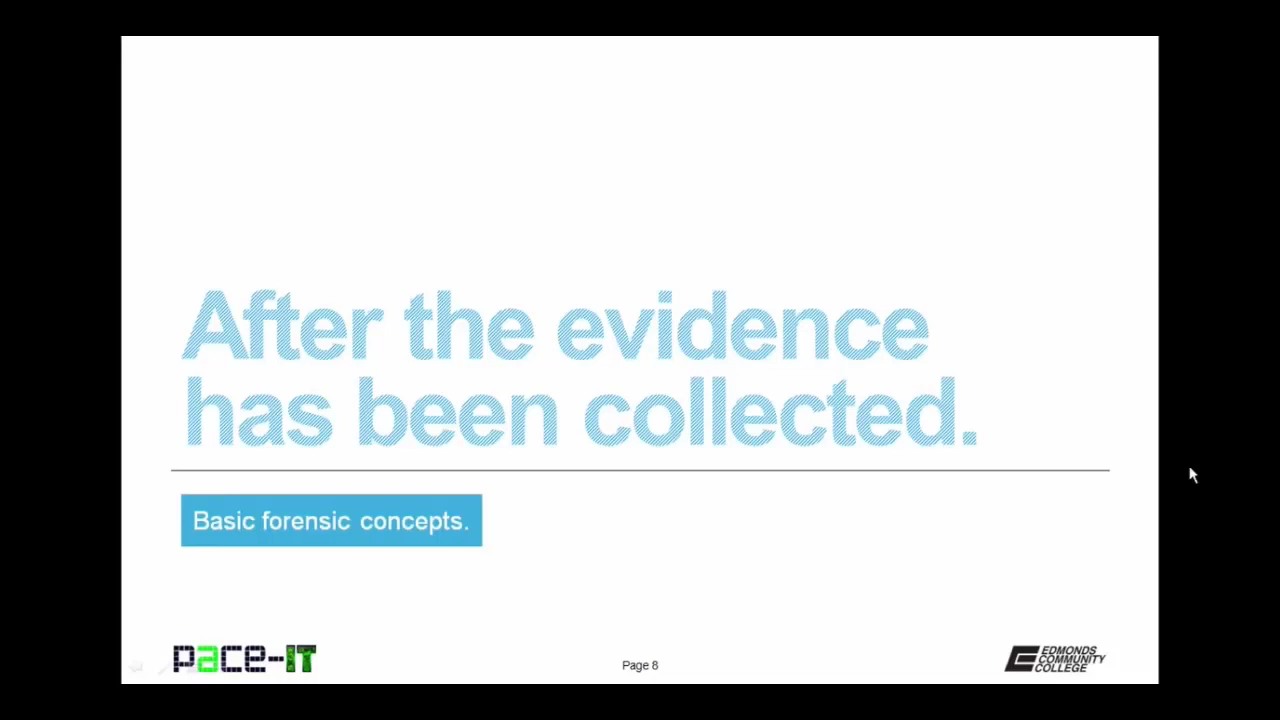 After the evidence
has been collected.
Basic forensic concepts.
pace-IT
Page 8
EDMONDS
COMMUNITY
COLLEGE